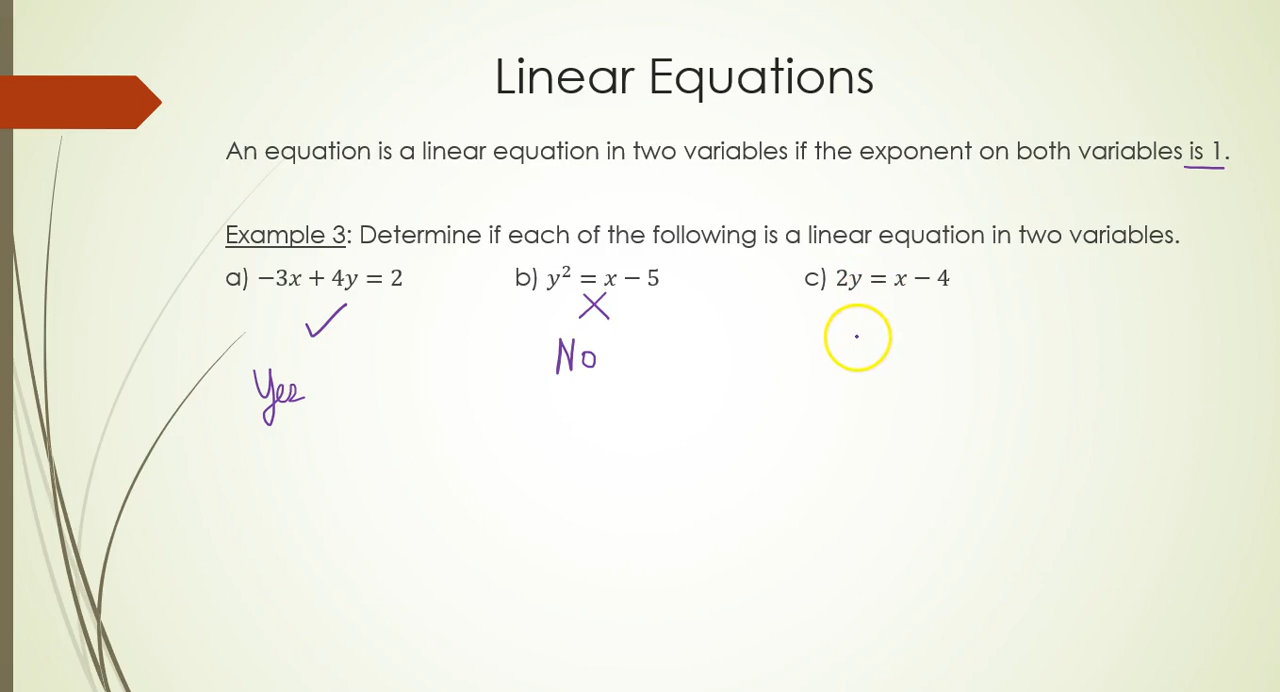 Linear Equations
An equation is a linear equation in two variables if the exponent on both variables is 1.
Example 3: Determine if each of the following is a linear equation in two variables.
a) −3x + 4y = 2 b) y² = x − 5 c) 2y = x − 4
No
Yes